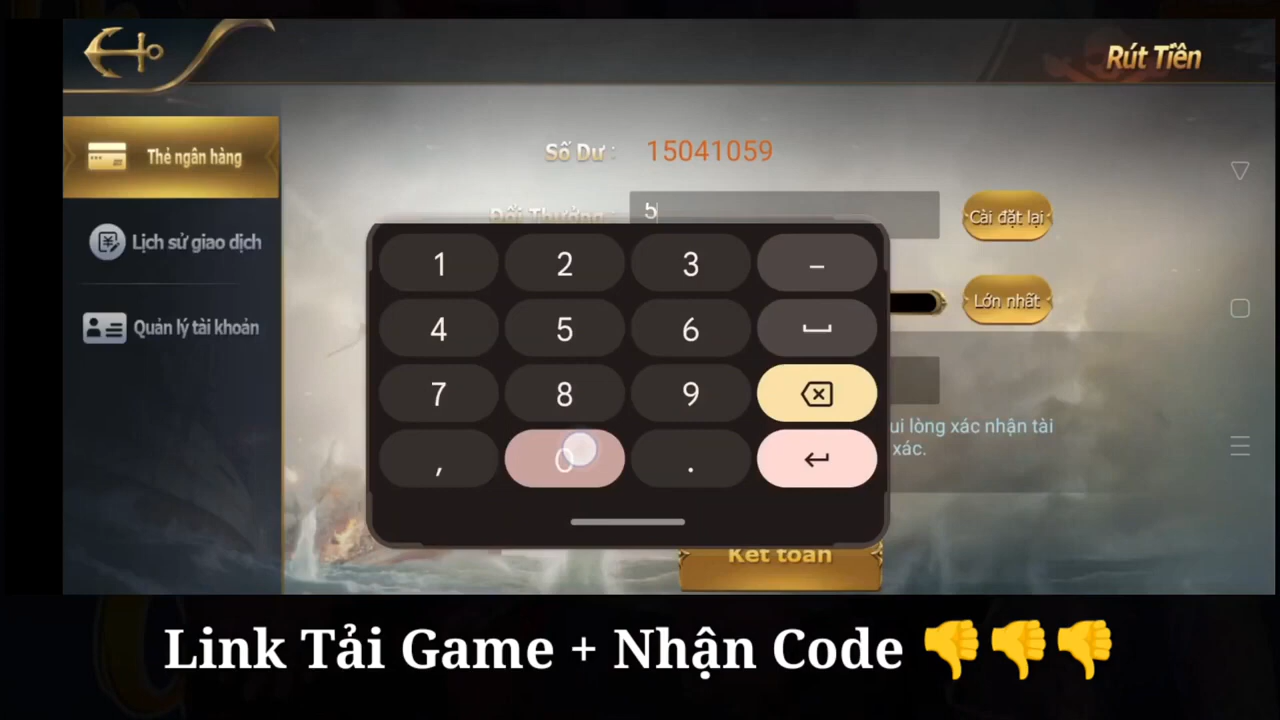 Rút Tiền
Thẻ ngân hàng
Số Dư : 15041059
Đổi Thưởng : 5
Cài đặt lại
Lịch sử giao dịch
Lớn nhất
Quản lý tài khoản
1 2 3 –
4 5 6
7 8 9
, 0 .
ui lòng xác nhận tài
xác.
Kết toán
Link Tải Game + Nhận Code 👎👎👎